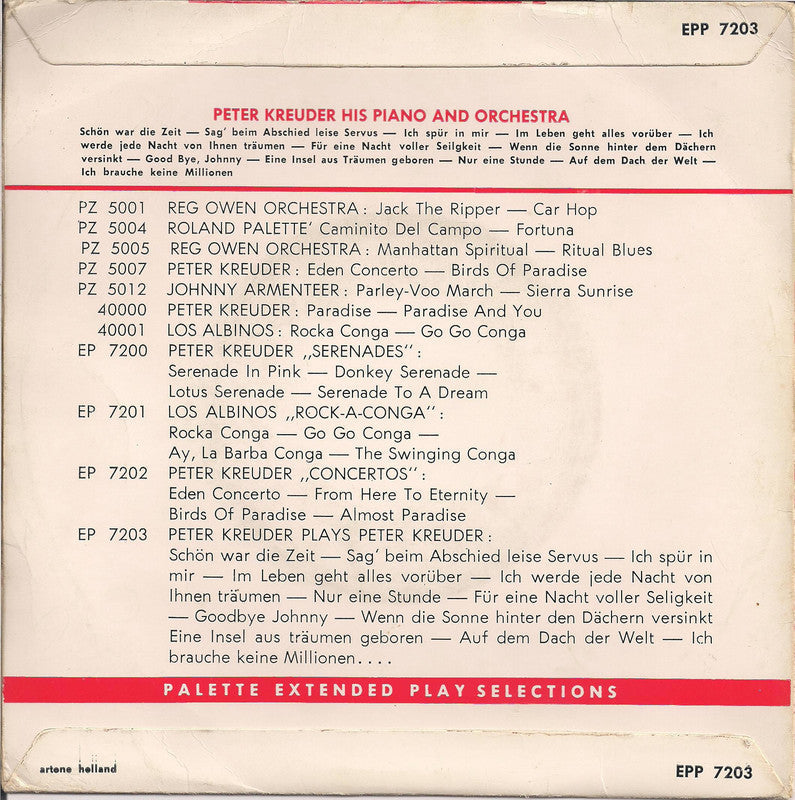 EPP 7203
PETER KREUDER HIS PIANO AND ORCHESTRA
Schön war die Zeit — Sag' beim Abschied leise Servus — Ich spür in mir — Im Leben geht alles vorüber — Ich
werde jede Nacht von Ihnen träumen — Für eine Nacht voller Seilgkeit — Wenn die Sonne hinter dem Dächern
versinkt — Good Bye, Johnny — Eine Insel aus Träumen geboren — Nur eine Stunde — Auf dem Dach der Welt —
Ich brauche keine Millionen
PZ 5001 REG OWEN ORCHESTRA: Jack The Ripper — Car Hop
PZ 5004 ROLAND PALETTE' Caminito Del Campo — Fortuna
PZ 5005 REG OWEN ORCHESTRA: Manhattan Spiritual — Ritual Blues
PZ 5007 PETER KREUDER: Eden Concerto — Birds Of Paradise
PZ 5012 JOHNNY ARMENTEER: Parley-Voo March — Sierra Sunrise
40000 PETER KREUDER: Paradise — Paradise And You
40001 LOS ALBINOS: Rocka Conga — Go Go Conga
EP 7200 PETER KREUDER ,,SERENADES":
Serenade In Pink — Donkey Serenade —
Lotus Serenade — Serenade To A Dream
EP 7201 LOS ALBINOS ,,ROCK-A-CONGA":
Rocka Conga — Go Go Conga —
Ay, La Barba Conga — The Swinging Conga
EP 7202 PETER KREUDER ,,CONCERTOS":
Eden Concerto — From Here To Eternity —
Birds Of Paradise — Almost Paradise
EP 7203 PETER KREUDER PLAYS PETER KREUDER:
Schön war die Zeit — Sag' beim Abschied leise Servus — Ich spür in
mir — Im Leben geht alles vorüber — Ich werde jede Nacht von
Ihnen träumen — Nur eine Stunde — Für eine Nacht voller Seligkeit
— Goodbye Johnny — Wenn die Sonne hinter den Dächern versinkt
Eine Insel aus träumen geboren — Auf dem Dach der Welt — Ich
brauche keine Millionen....
PALETTE EXTENDED PLAY SELECTIONS
artone holland
EPP 7203